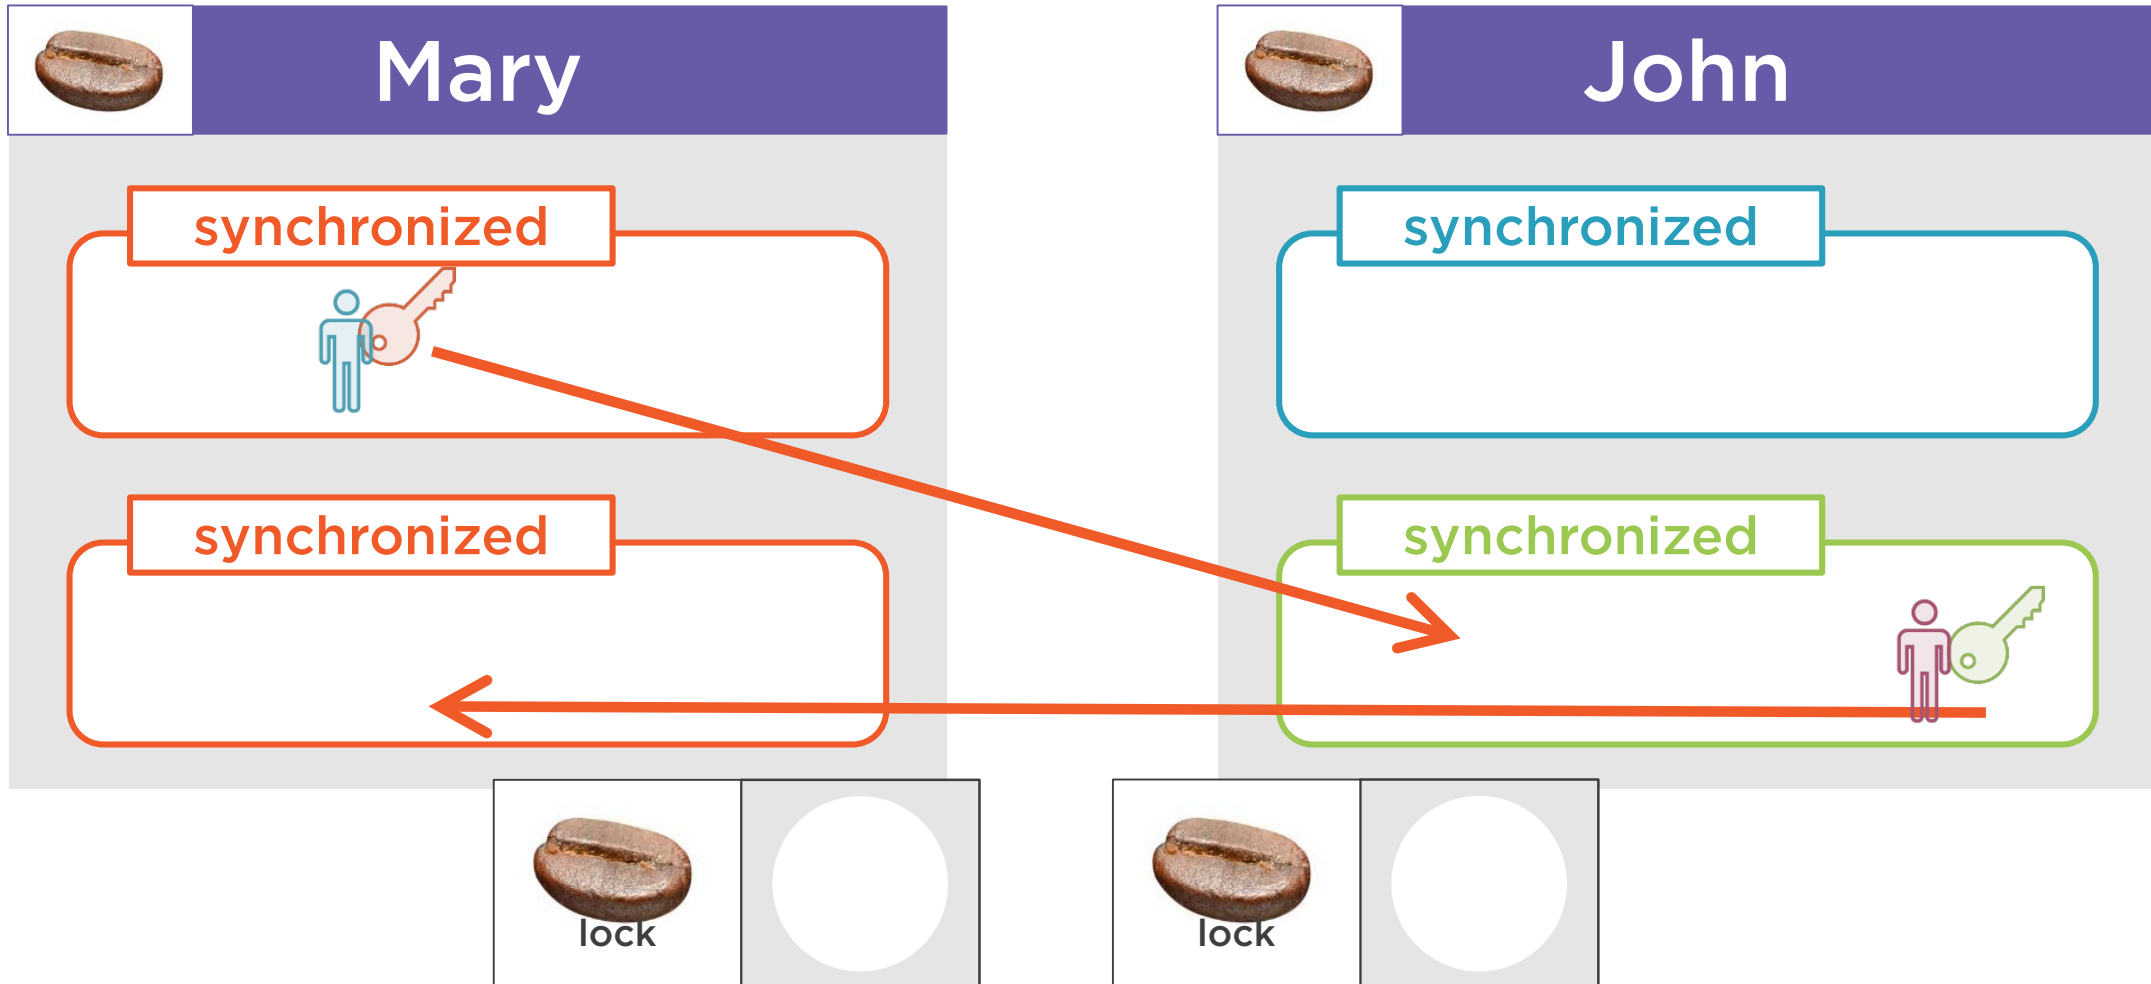 Mary
John
synchronized
synchronized
synchronized
synchronized
lock
lock